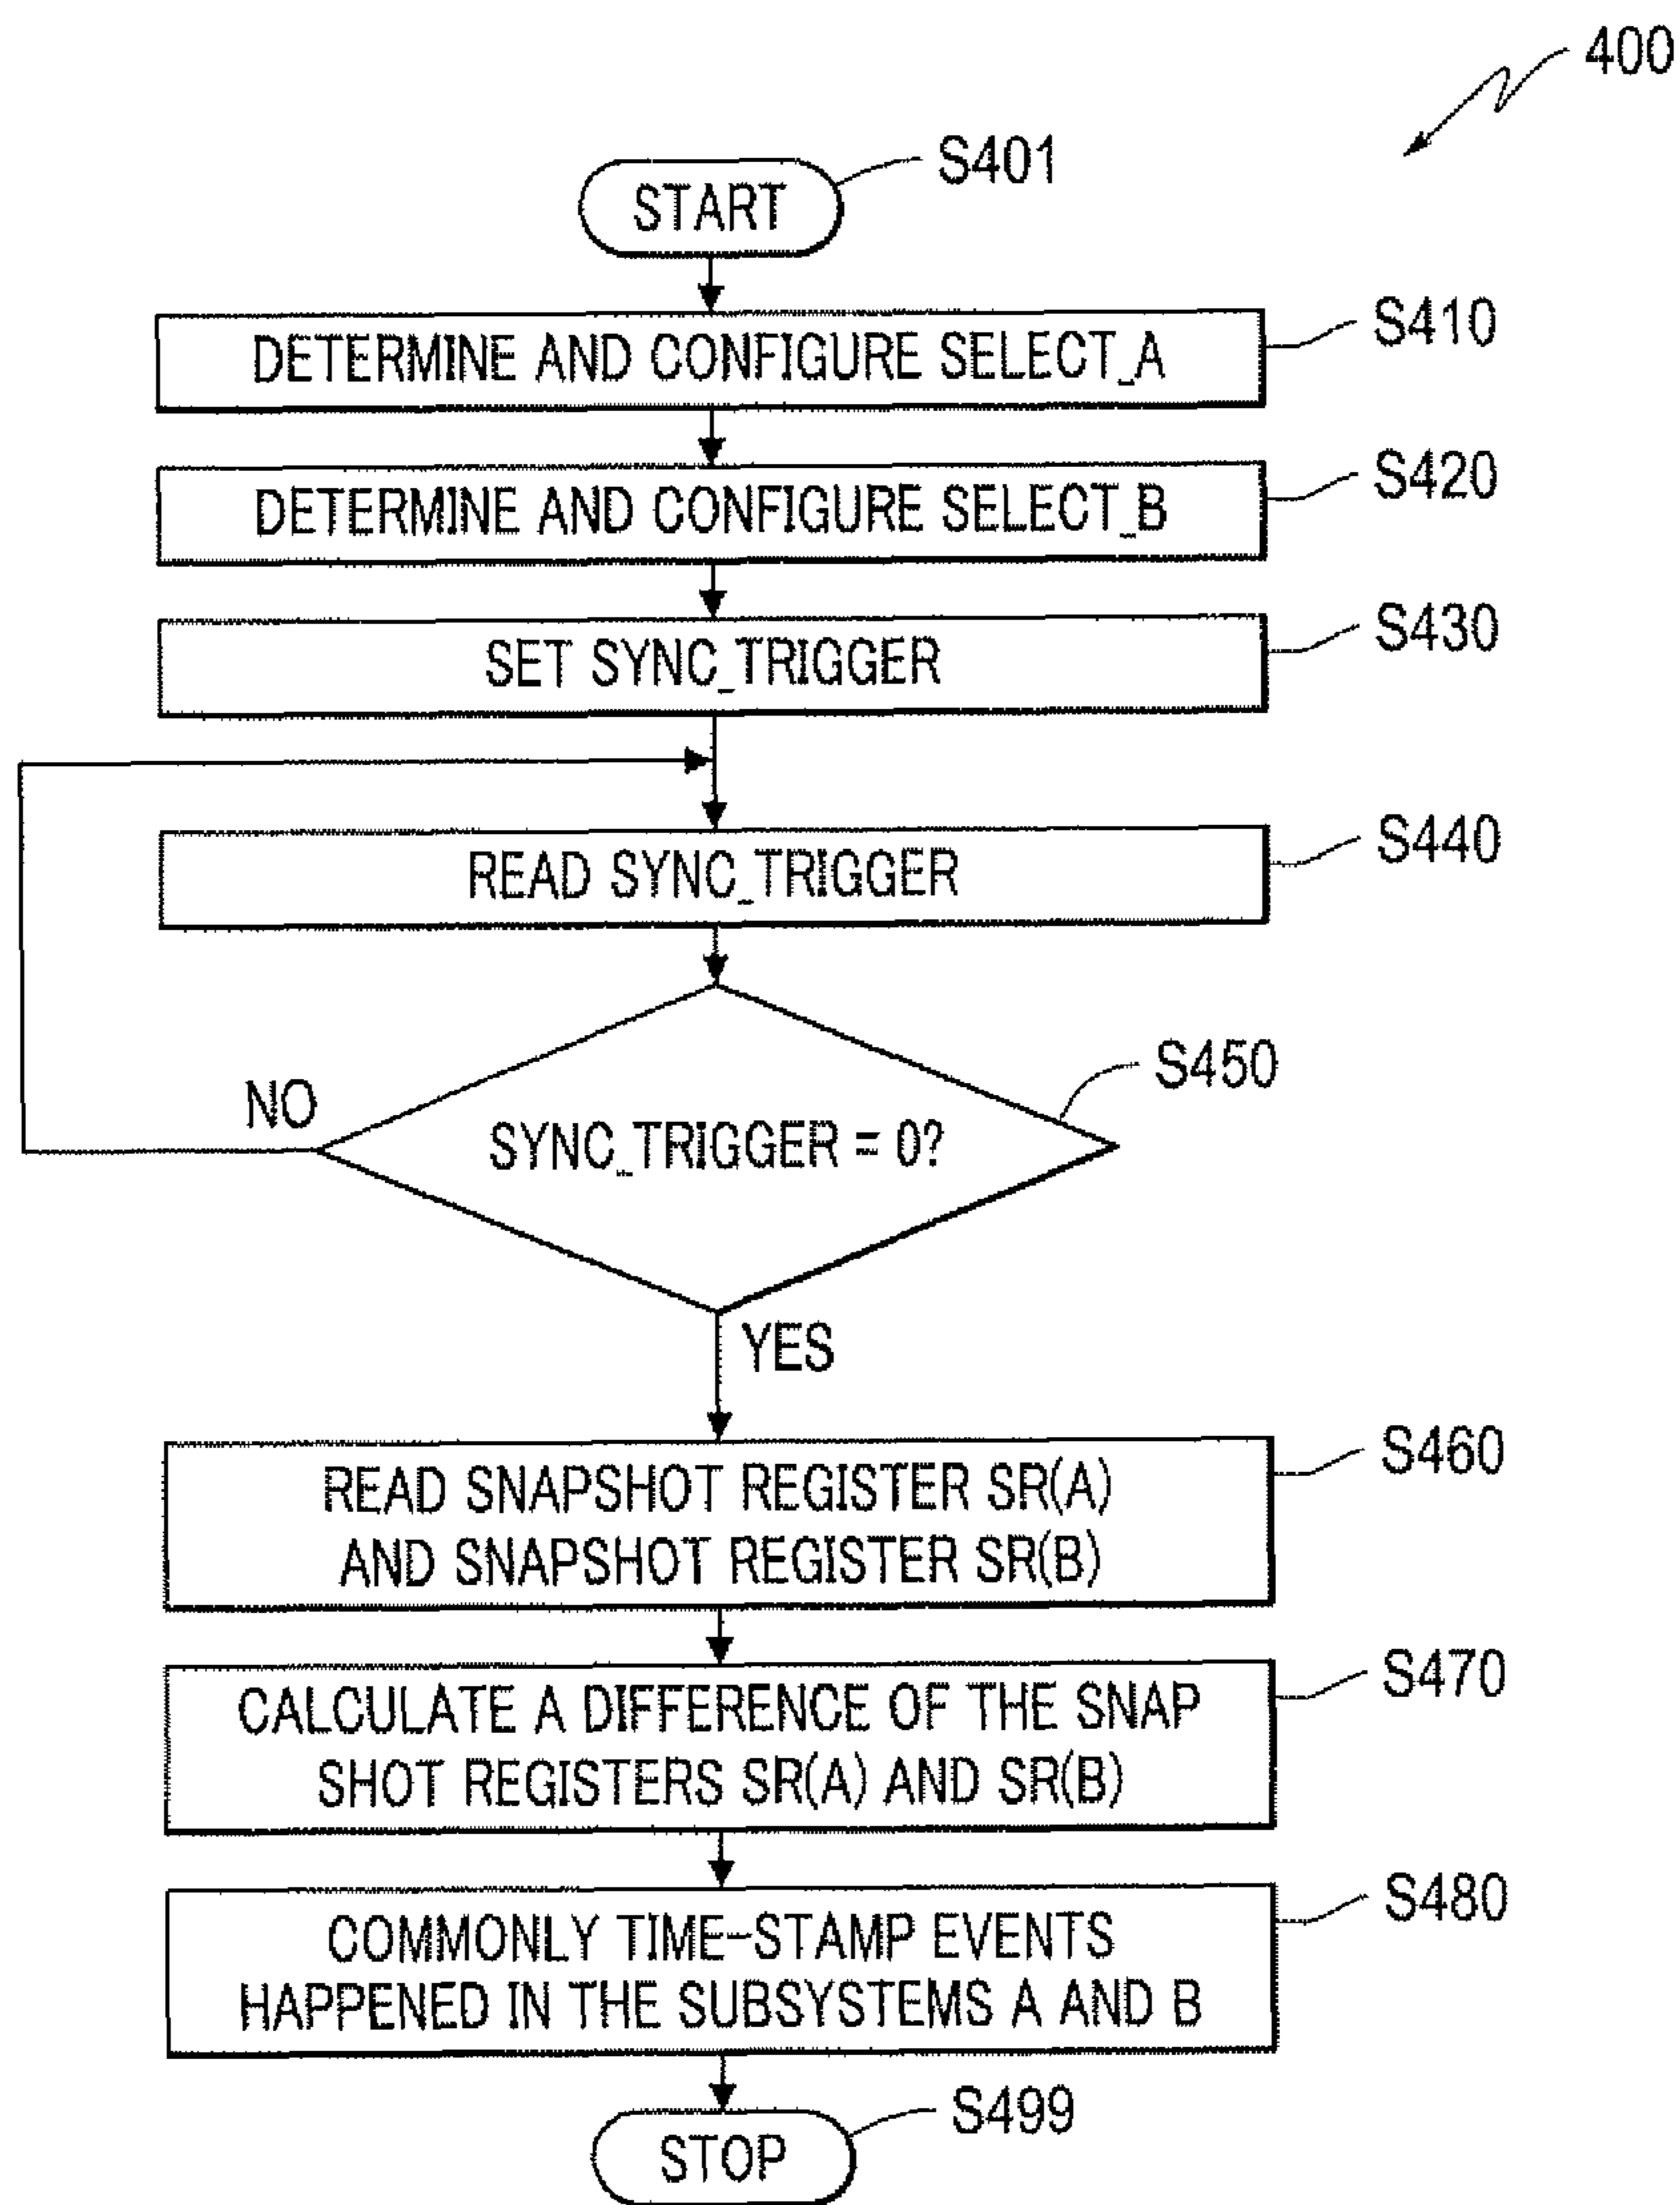 400
S401
START
S410
DETERMINE AND CONFIGURE SELECT_A
S420
DETERMINE AND CONFIGURE SELECT_B
S430
SET SYNC_TRIGGER
S440
READ SYNC_TRIGGER
S450
NO
SYNC_TRIGGER = 0?
YES
S460
READ SNAPSHOT REGISTER SR(A)
AND SNAPSHOT REGISTER SR(B)
S470
CALCULATE A DIFFERENCE OF THE SNAP
SHOT REGISTERS SR(A) AND SR(B)
S480
COMMONLY TIME-STAMP EVENTS
HAPPENED IN THE SUBSYSTEMS A AND B
S499
STOP